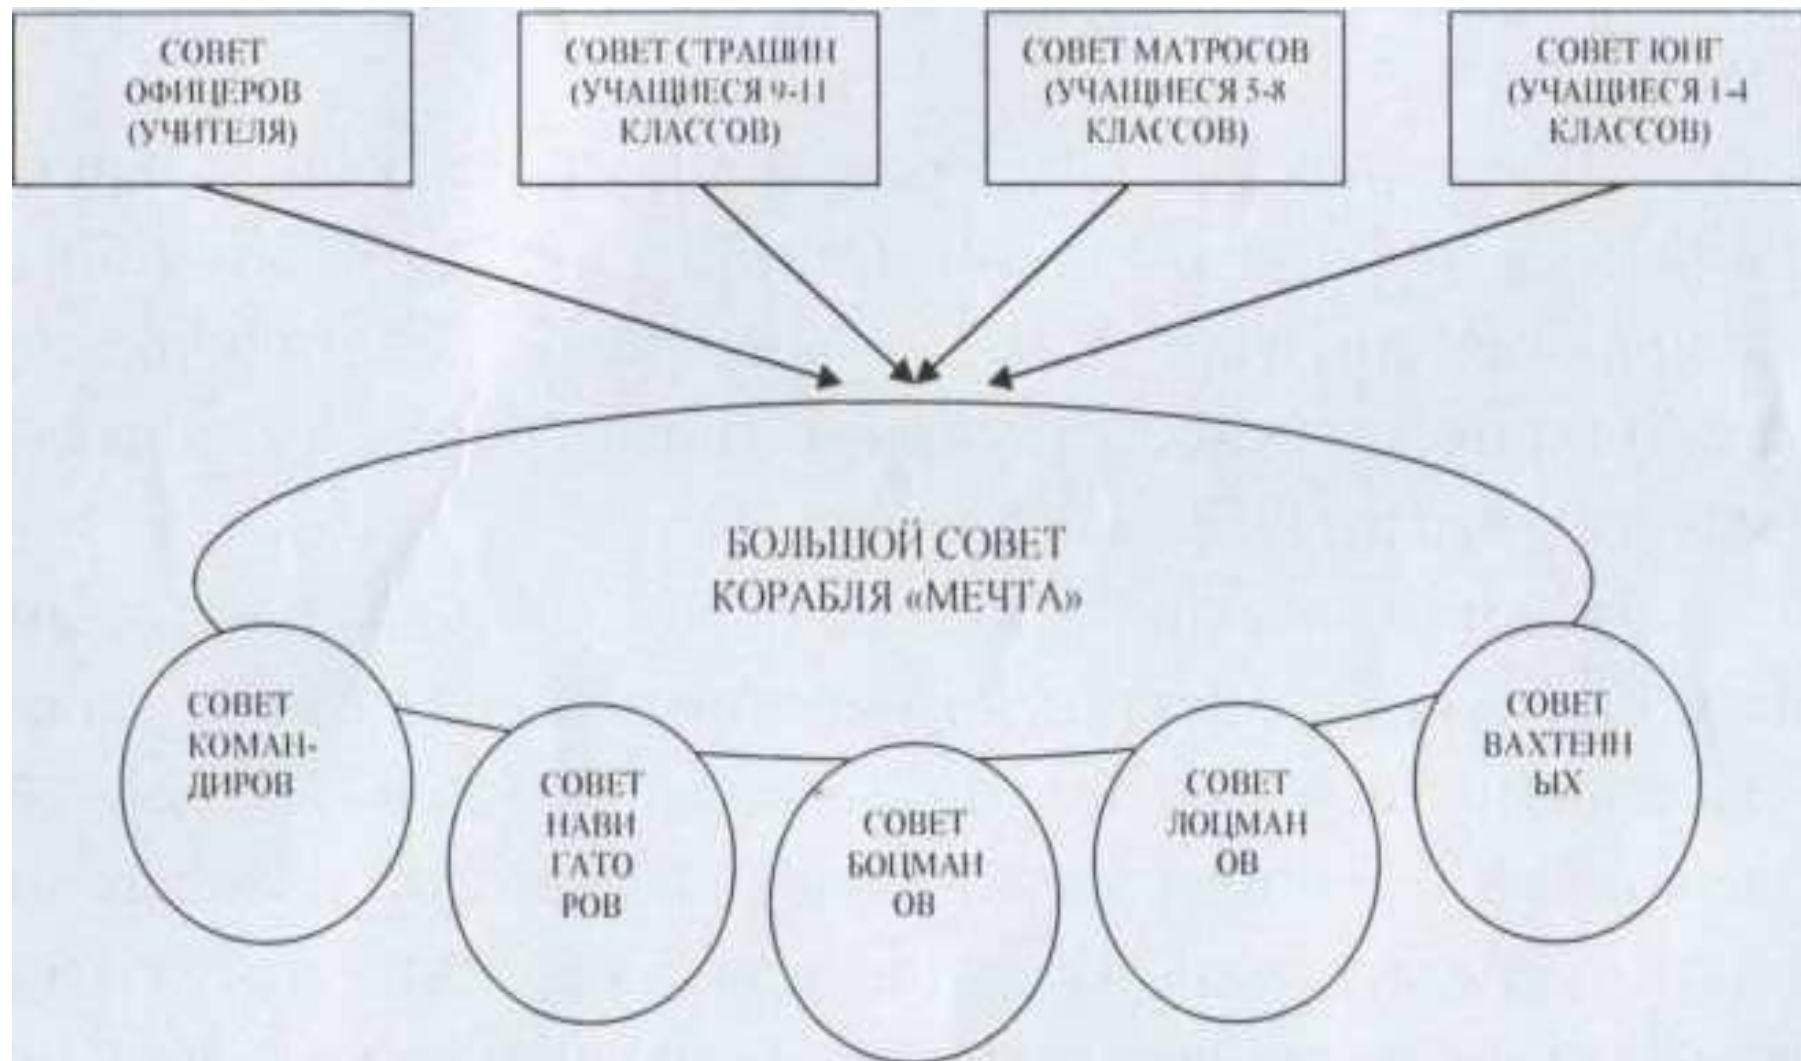 СОВЕТ
ОФИЦЕРОВ
(УЧИТЕЛЯ)
СОВЕТ СТРАШИН
(УЧАЩИЕСЯ 9-11
КЛАССОВ)
СОВЕТ МАТРОСОВ
(УЧАЩИЕСЯ 5-8
КЛАССОВ)
СОВЕТ ЮНГ
(УЧАЩИЕСЯ 1-4
КЛАССОВ)
БОЛЬШОЙ СОВЕТ
КОРАБЛЯ «МЕЧТА»
СОВЕТ
КОМАН-
ДИРОВ
СОВЕТ
НАВИ
ГАТО
РОВ
СОВЕТ
БОЦМАН
ОВ
СОВЕТ
ЛОЦМАН
ОВ
СОВЕТ
ВАХТЕНН
ЫХ